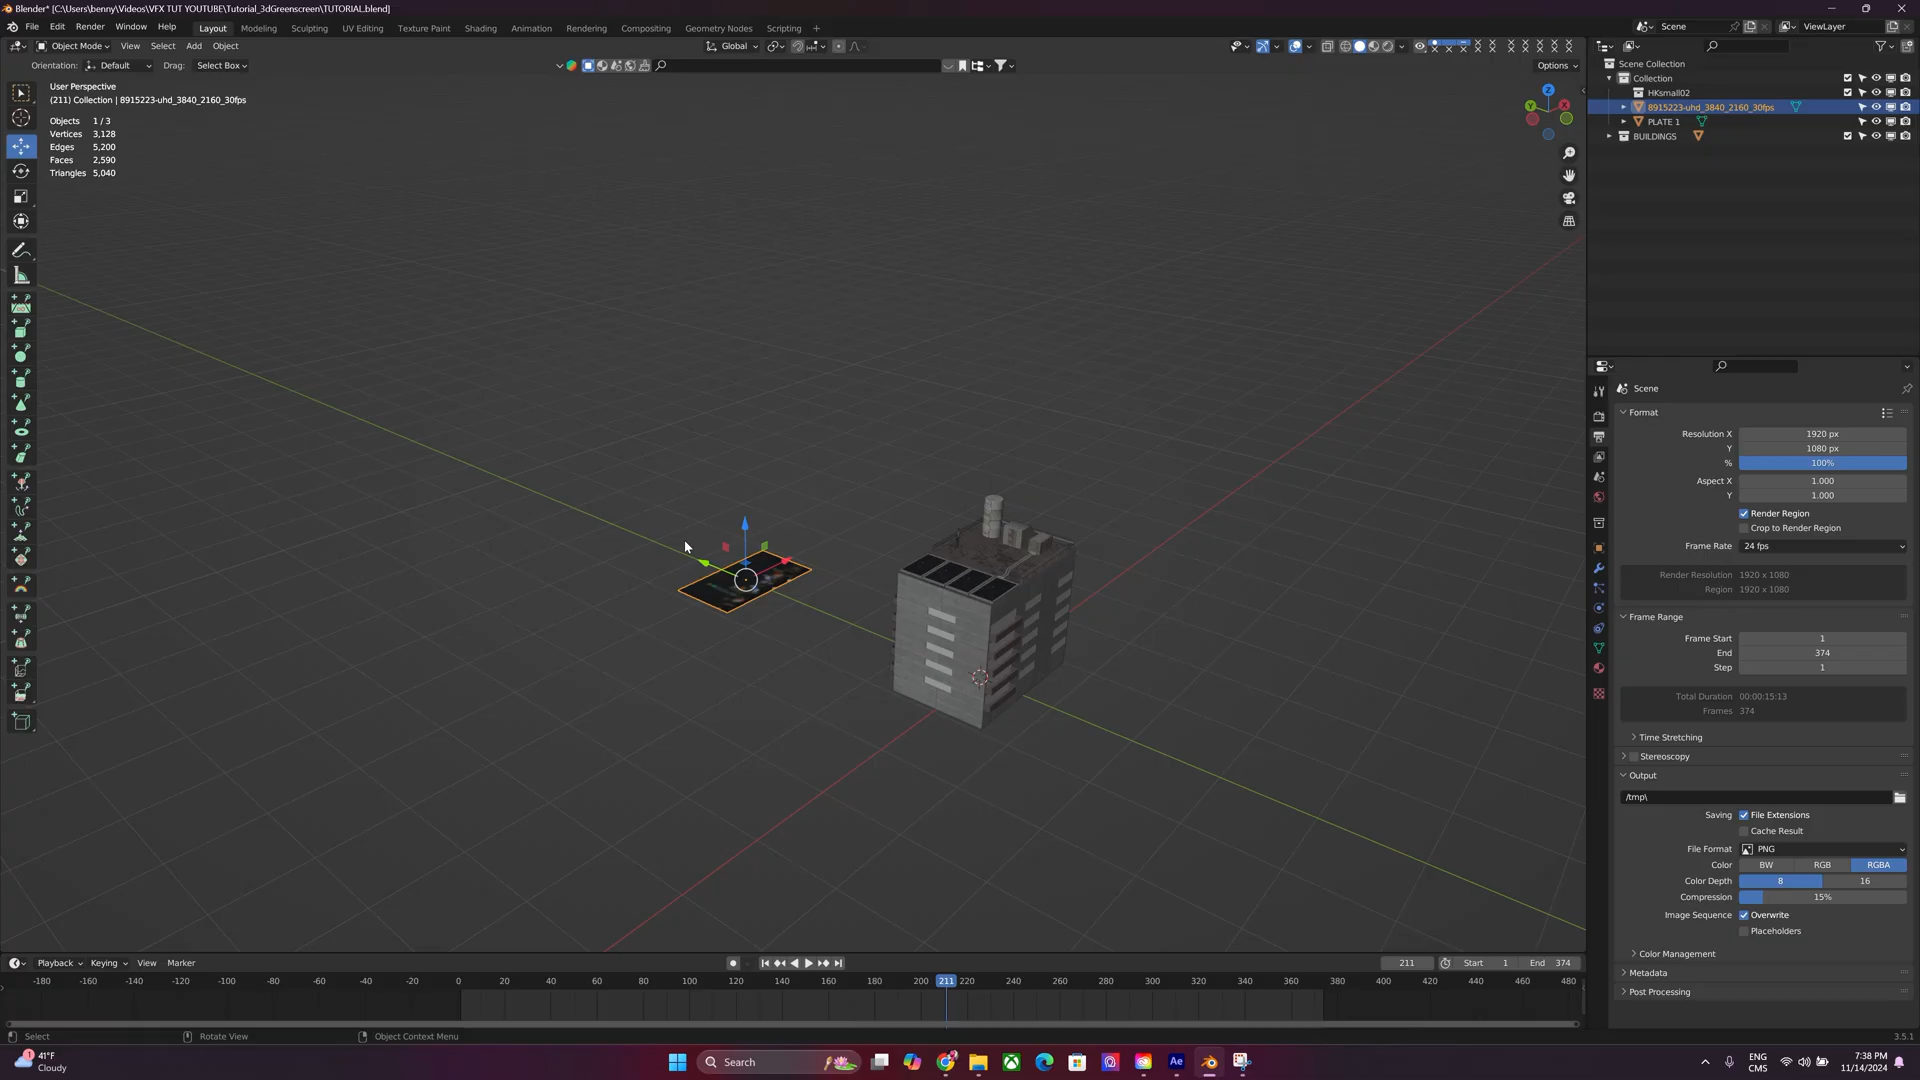 Blender* [C:\Users\benny\Videos\VFX TUT YOUTUBE\Tutorial_3dGreenscreen\TUTORIAL.blend]
File Edit Render Window Help Layout Modeling Sculpting UV Editing Texture Paint Shading Animation Rendering Compositing Geometry Nodes Scripting + Scene ViewLayer
Object Mode View Select Add Object Global
Orientation: Default Drag: Select Box Options
User Perspective
(211) Collection | 8915223-uhd_3840_2160_30fps
Objects 1 / 3
Vertices 3,128
Edges 5,200
Faces 2,590
Triangles 5,040
Z
Y X
Scene Collection
Collection
HKsmall02
8915223-uhd_3840_2160_30fps
PLATE 1
BUILDINGS
Scene
Format
Resolution X 1920 px
Y 1080 px
% 100%
Aspect X 1.000
Y 1.000
Render Region
Crop to Render Region
Frame Rate 24 fps
Render Resolution 1920 x 1080
Region 1920 x 1080
Frame Range
Frame Start 1
End 374
Step 1
Total Duration 00:00:15:13
Frames 374
Time Stretching
Stereoscopy
Output
/tmp\
Saving File Extensions
Cache Result
File Format PNG
Color BW RGB RGBA
Color Depth 8 16
Compression 15%
Image Sequence Overwrite
Placeholders
Color Management
Metadata
Post Processing
Playback Keying View Marker 211 Start 1 End 374
-180 -160 -140 -120 -100 -80 -60 -40 -20 0 20 40 60 80 100 120 140 160 180 200 211 220 240 260 280 300 320 340 360 380 400 420 440 460 480
Select Rotate View Object Context Menu 3.5.1
1 41°F
Cloudy
Search
Ae
ENG
CMS
7:38 PM
11/14/2024